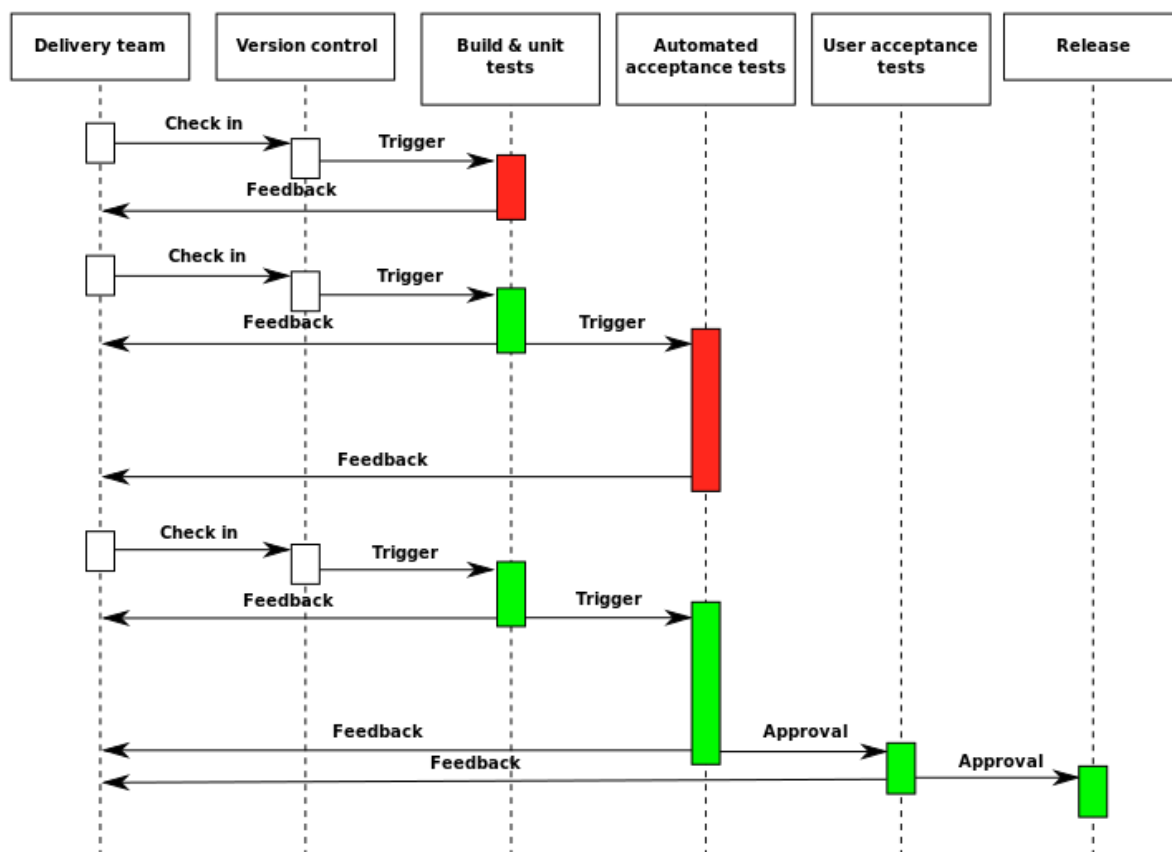 Delivery team
Version control
Build & unit
tests
Automated
acceptance tests
User acceptance
tests
Release
Check in
Trigger
Feedback
Check in
Trigger
Feedback
Trigger
Feedback
Check in
Trigger
Feedback
Trigger
Feedback
Approval
Feedback
Approval